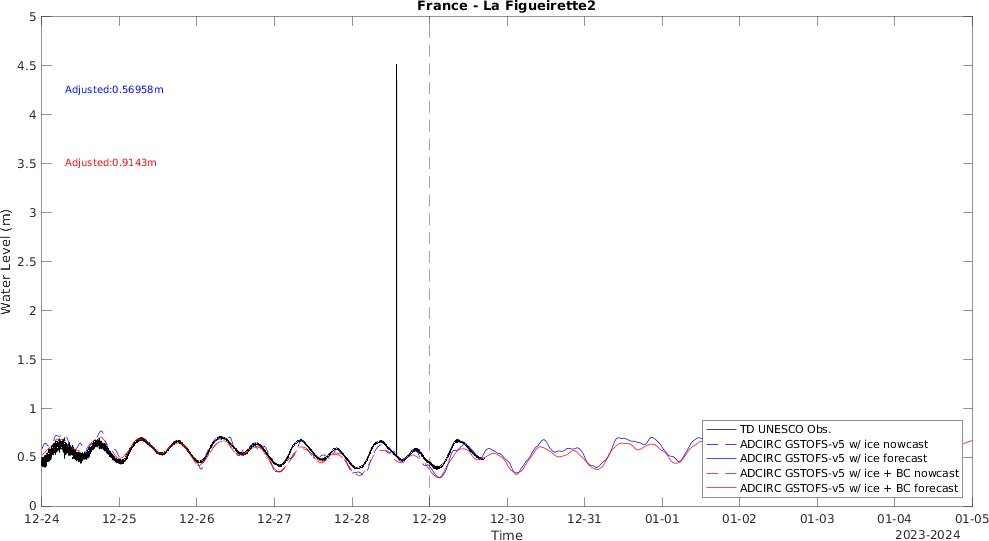 France - La Figueirette2
5
4.5
4
3.5
3
2.5
2
1.5
1
0.5
0
Water Level (m)
Adjusted:0.56958m
Adjusted:0.9143m
TD UNESCO Obs.
ADCIRC GSTOFS-v5 w/ ice nowcast
ADCIRC GSTOFS-v5 w/ ice forecast
ADCIRC GSTOFS-v5 w/ ice + BC nowcast
ADCIRC GSTOFS-v5 w/ ice + BC forecast
12-24 12-25 12-26 12-27 12-28 12-29 12-30 12-31 01-01 01-02 01-03 01-04 01-05
Time
2023-2024